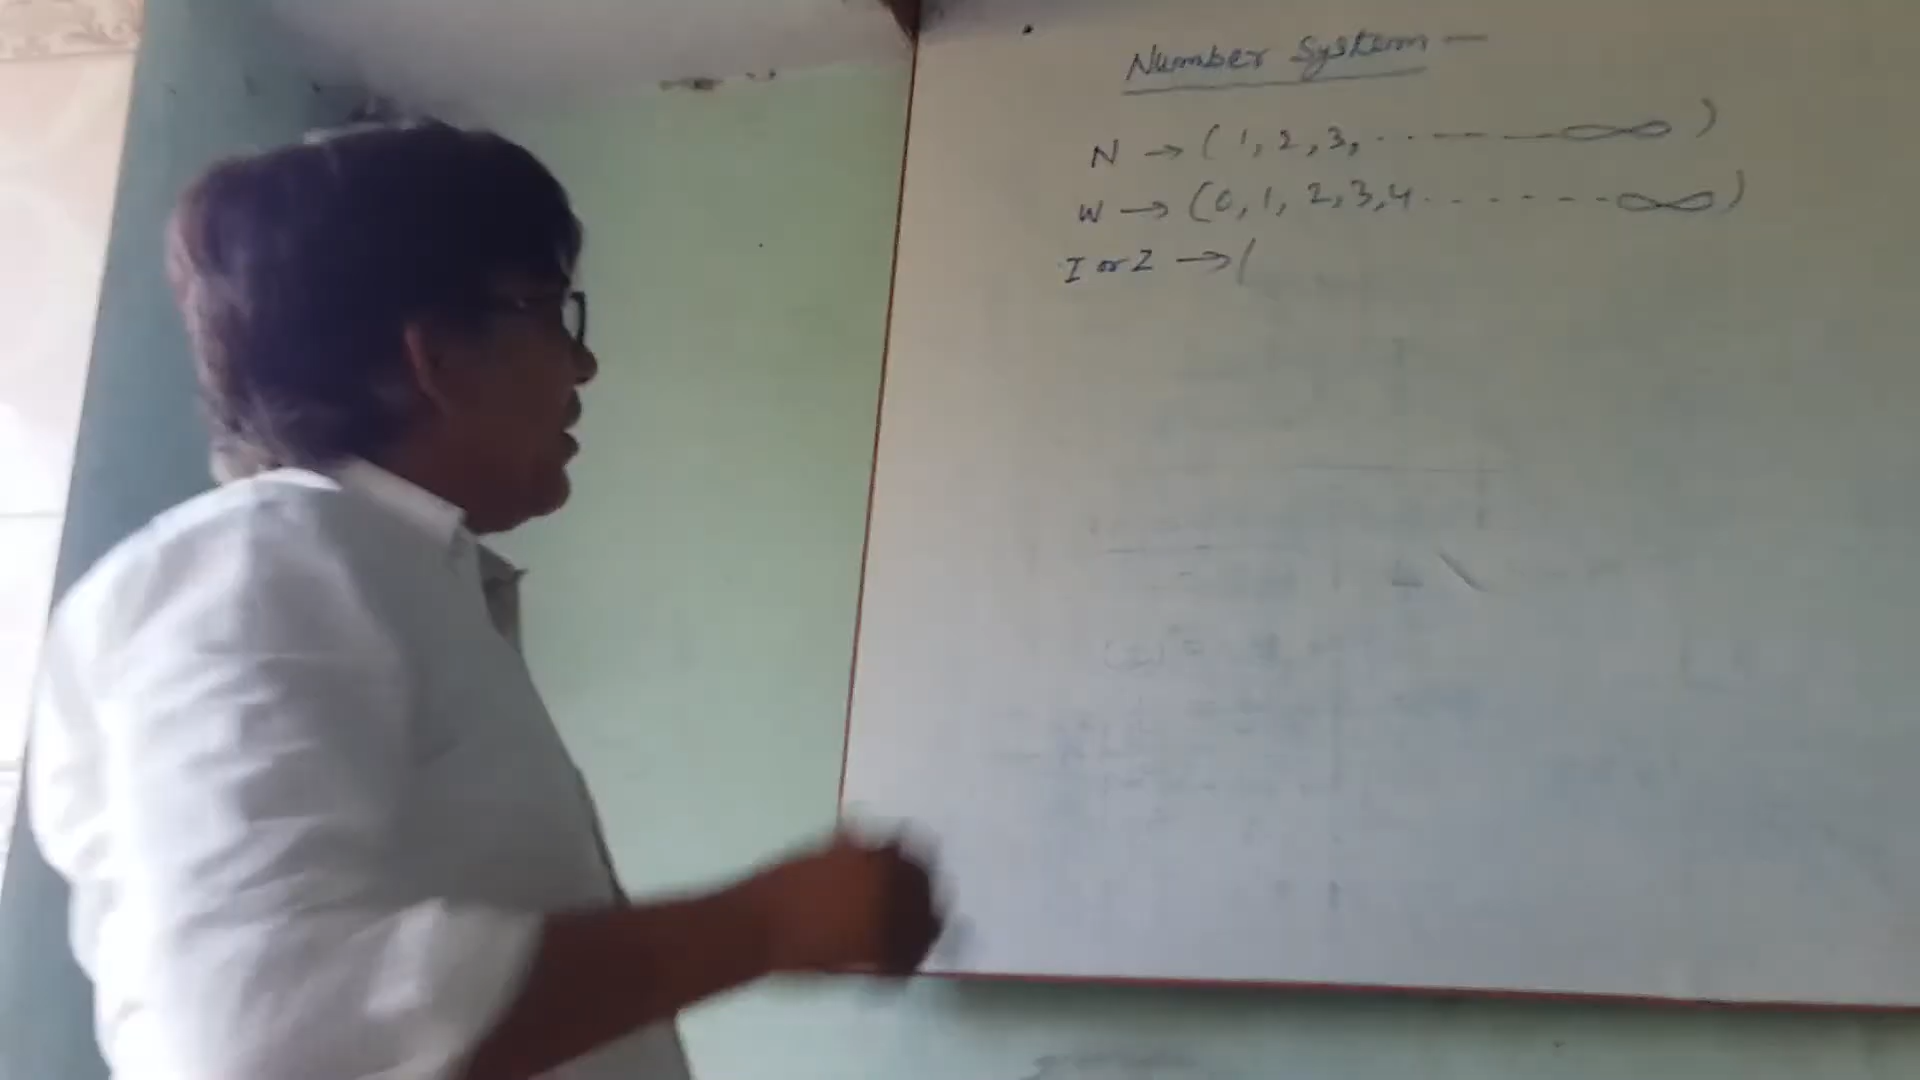 Number System —
N → ( 1, 2, 3, ........ ∞ )
W → (0, 1, 2, 3, 4 ........ ∞ )
I or Z → (